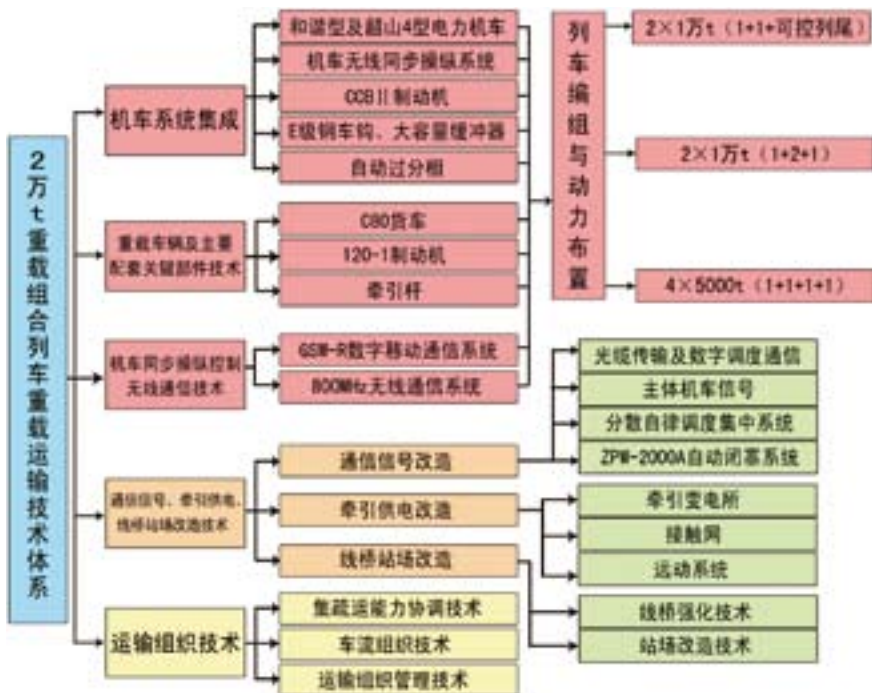 2万t重载组合列车重载运输技术体系
机车系统集成
和谐型及韶山4型电力机车
机车无线同步操纵系统
CCBⅡ制动机
E级钢车钩、大容量缓冲器
自动过分相
重载车辆及主要
配套关键部件技术
C80货车
120-1制动机
牵引杆
机车同步操纵控制
无线通信技术
GSM-R数字移动通信系统
800MHz无线通信系统
列车编组与动力布置
2×1万t（1+1+可控列尾）
2×1万t（1+2+1）
4×5000t（1+1+1+1）
通信信号、牵引供电、
线桥站场改造技术
通信信号改造
光缆传输及数字调度通信
主体机车信号
分散自律调度集中系统
ZPW-2000A自动闭塞系统
牵引供电改造
牵引变电所
接触网
远动系统
线桥站场改造
线桥强化技术
站场改造技术
运输组织技术
集疏运能力协调技术
车流组织技术
运输组织管理技术